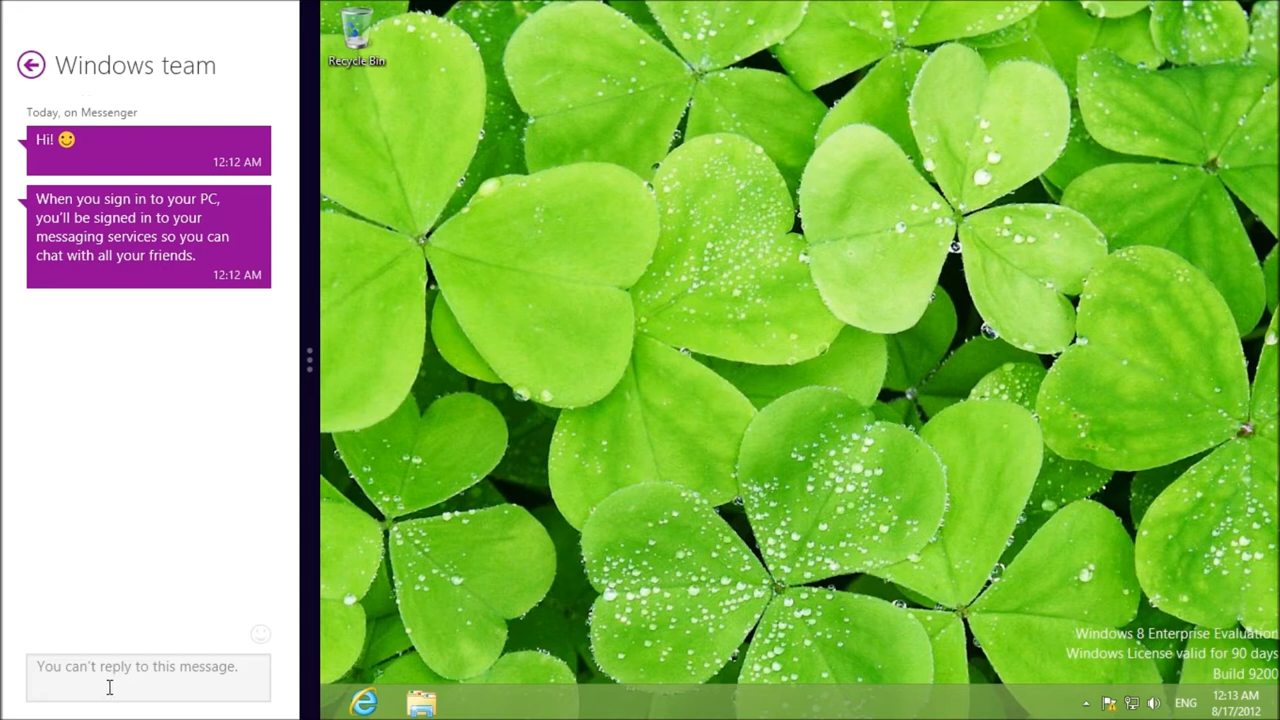 Windows team
Today, on Messenger
Hi!
12:12 AM
When you sign in to your PC,
you'll be signed in to your
messaging services so you can
chat with all your friends.
12:12 AM
You can't reply to this message.
Recycle Bin
Windows 8 Enterprise Evaluation
Windows License valid for 90 days
Build 9200
ENG
12:13 AM
8/17/2012